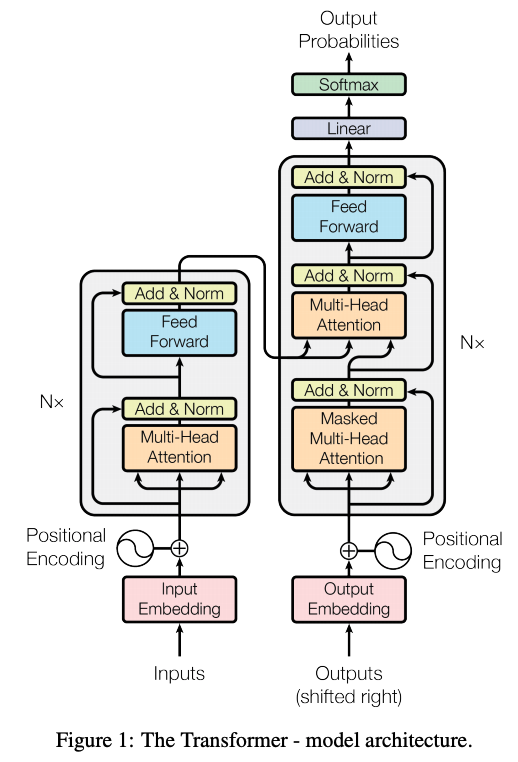 Output
Probabilities
Softmax
Linear
Add & Norm
Feed
Forward
Add & Norm
Multi-Head
Attention
Add & Norm
Masked
Multi-Head
Attention
N×
Add & Norm
Feed
Forward
Add & Norm
Multi-Head
Attention
N×
Positional
Encoding
Input
Embedding
Inputs
Positional
Encoding
Output
Embedding
Outputs
(shifted right)
Figure 1: The Transformer - model architecture.